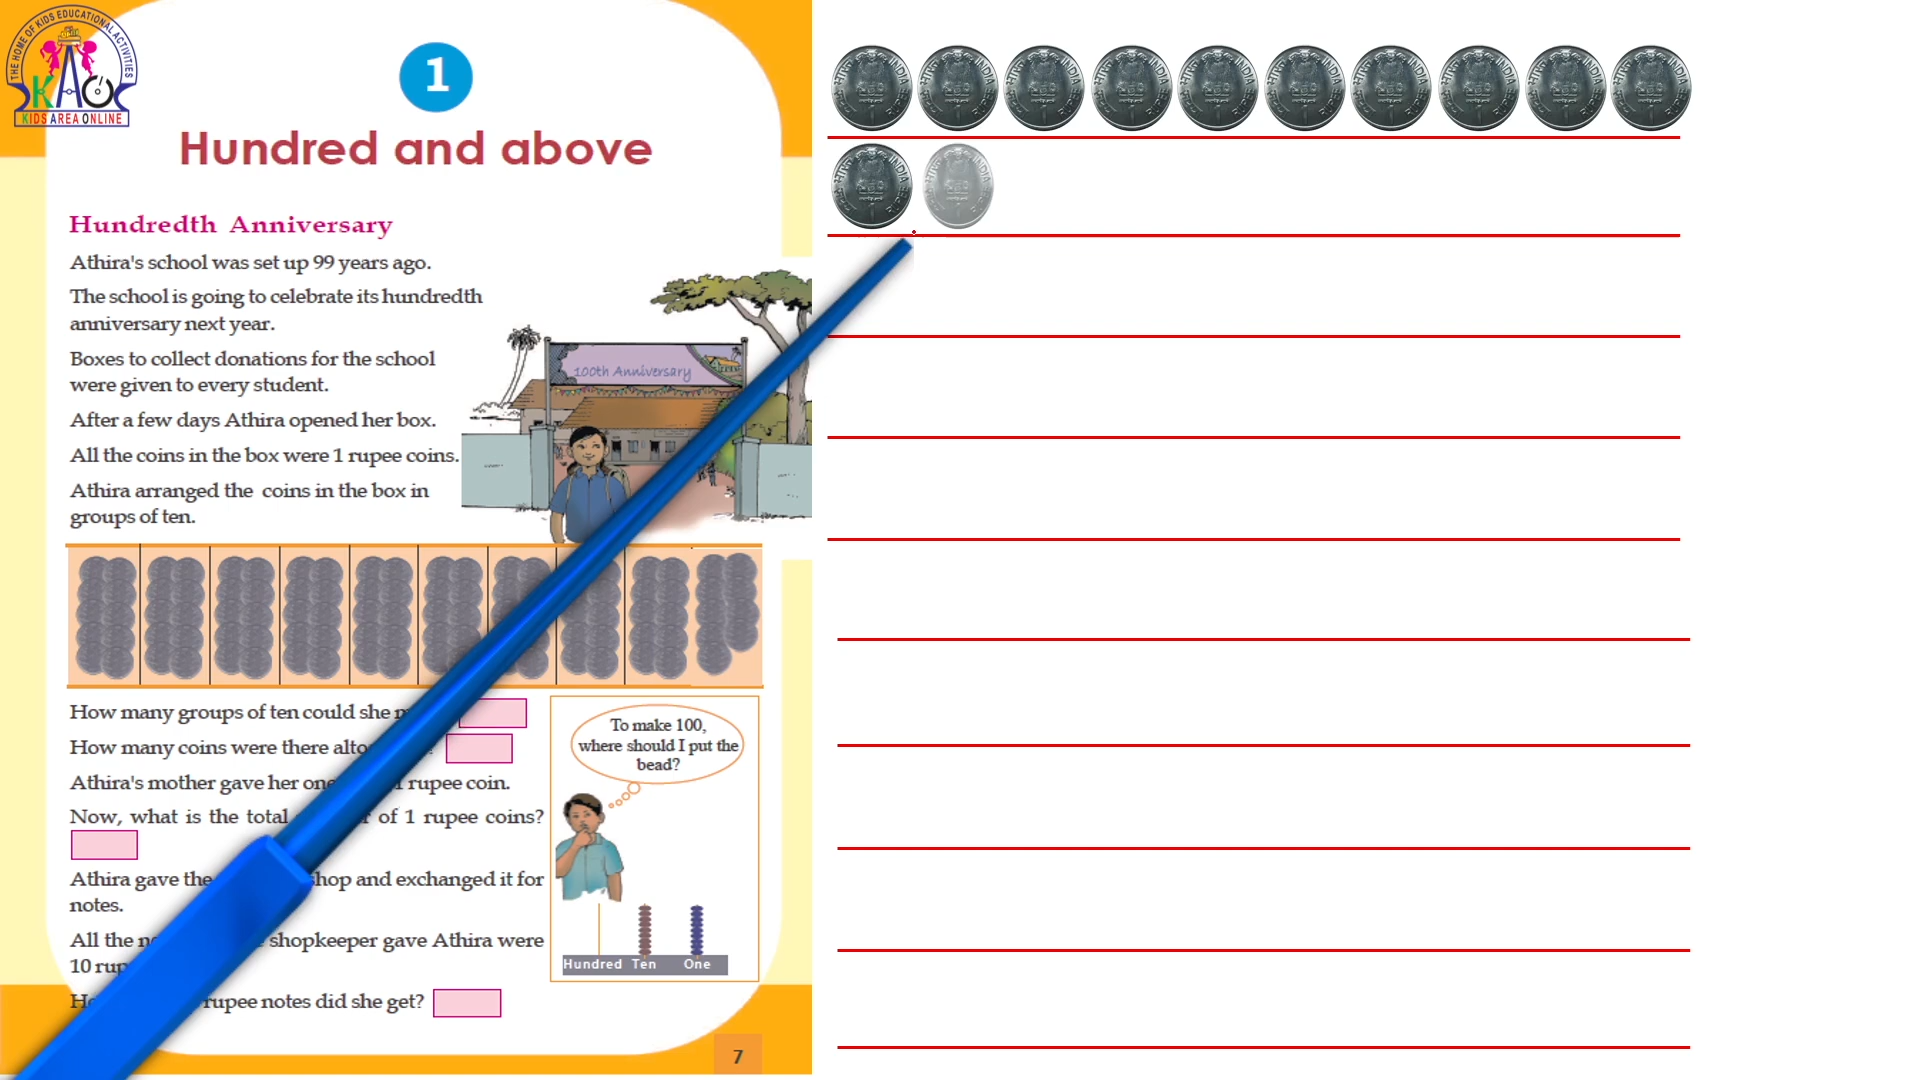 THE HOME OF KIDS EDUCATIONAL ACTIVITIES
KAO
KIDS AREA ONLINE
1
Hundred and above
Hundredth Anniversary
Athira's school was set up 99 years ago.
The school is going to celebrate its hundredth
anniversary next year.
Boxes to collect donations for the school
were given to every student.
After a few days Athira opened her box.
All the coins in the box were 1 rupee coins.
Athira arranged the coins in the box in
groups of ten.
100th Anniversary
How many groups of ten could she
How many coins were there
Athira's mother gave her one rupee coin.
Now, what is the total of 1 rupee coins?
Athira gave the shop and exchanged it for
notes.
All the shopkeeper gave Athira were
10
rupee notes did she get?
To make 100,
where should I put the
bead?
Hundred Ten One
7
भारत INDIA
रुपया RUPEE
1